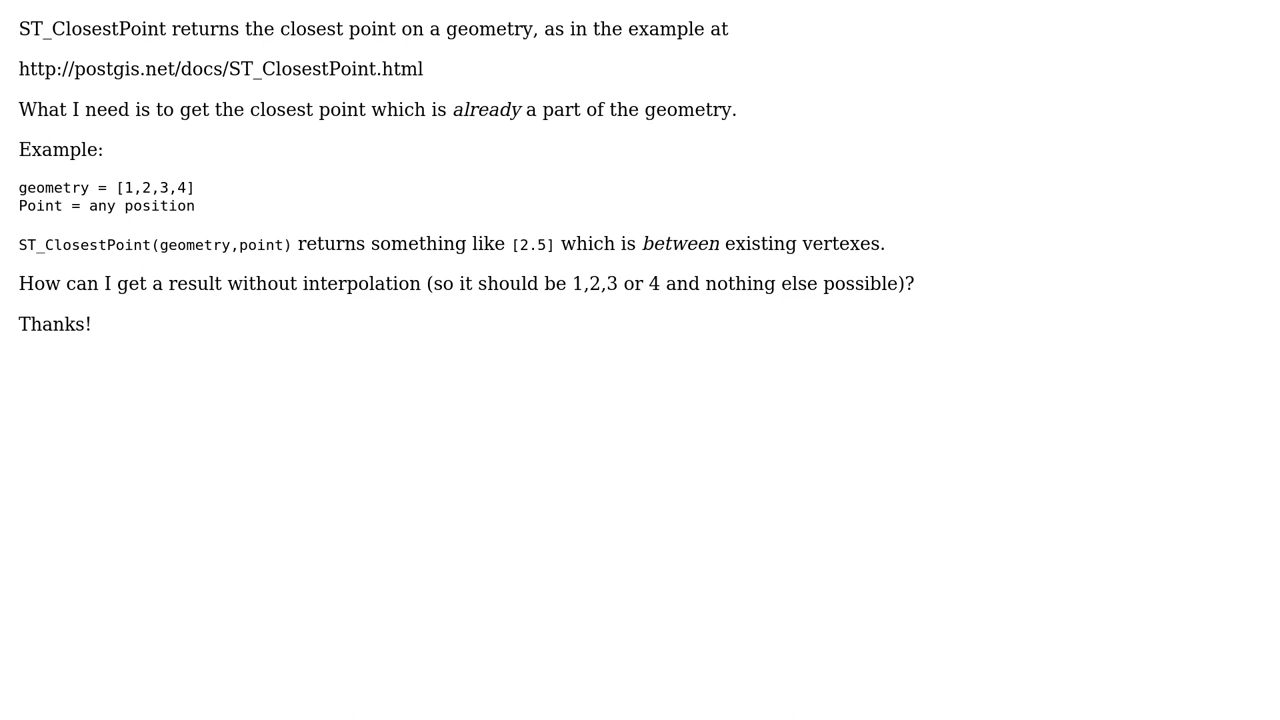 ST_ClosestPoint returns the closest point on a geometry, as in the example at
http://postgis.net/docs/ST_ClosestPoint.html
What I need is to get the closest point which is already a part of the geometry.
Example:
geometry = [1,2,3,4]
Point = any position
ST_ClosestPoint(geometry,point) returns something like [2.5] which is between existing vertexes.
How can I get a result without interpolation (so it should be 1,2,3 or 4 and nothing else possible)?
Thanks!